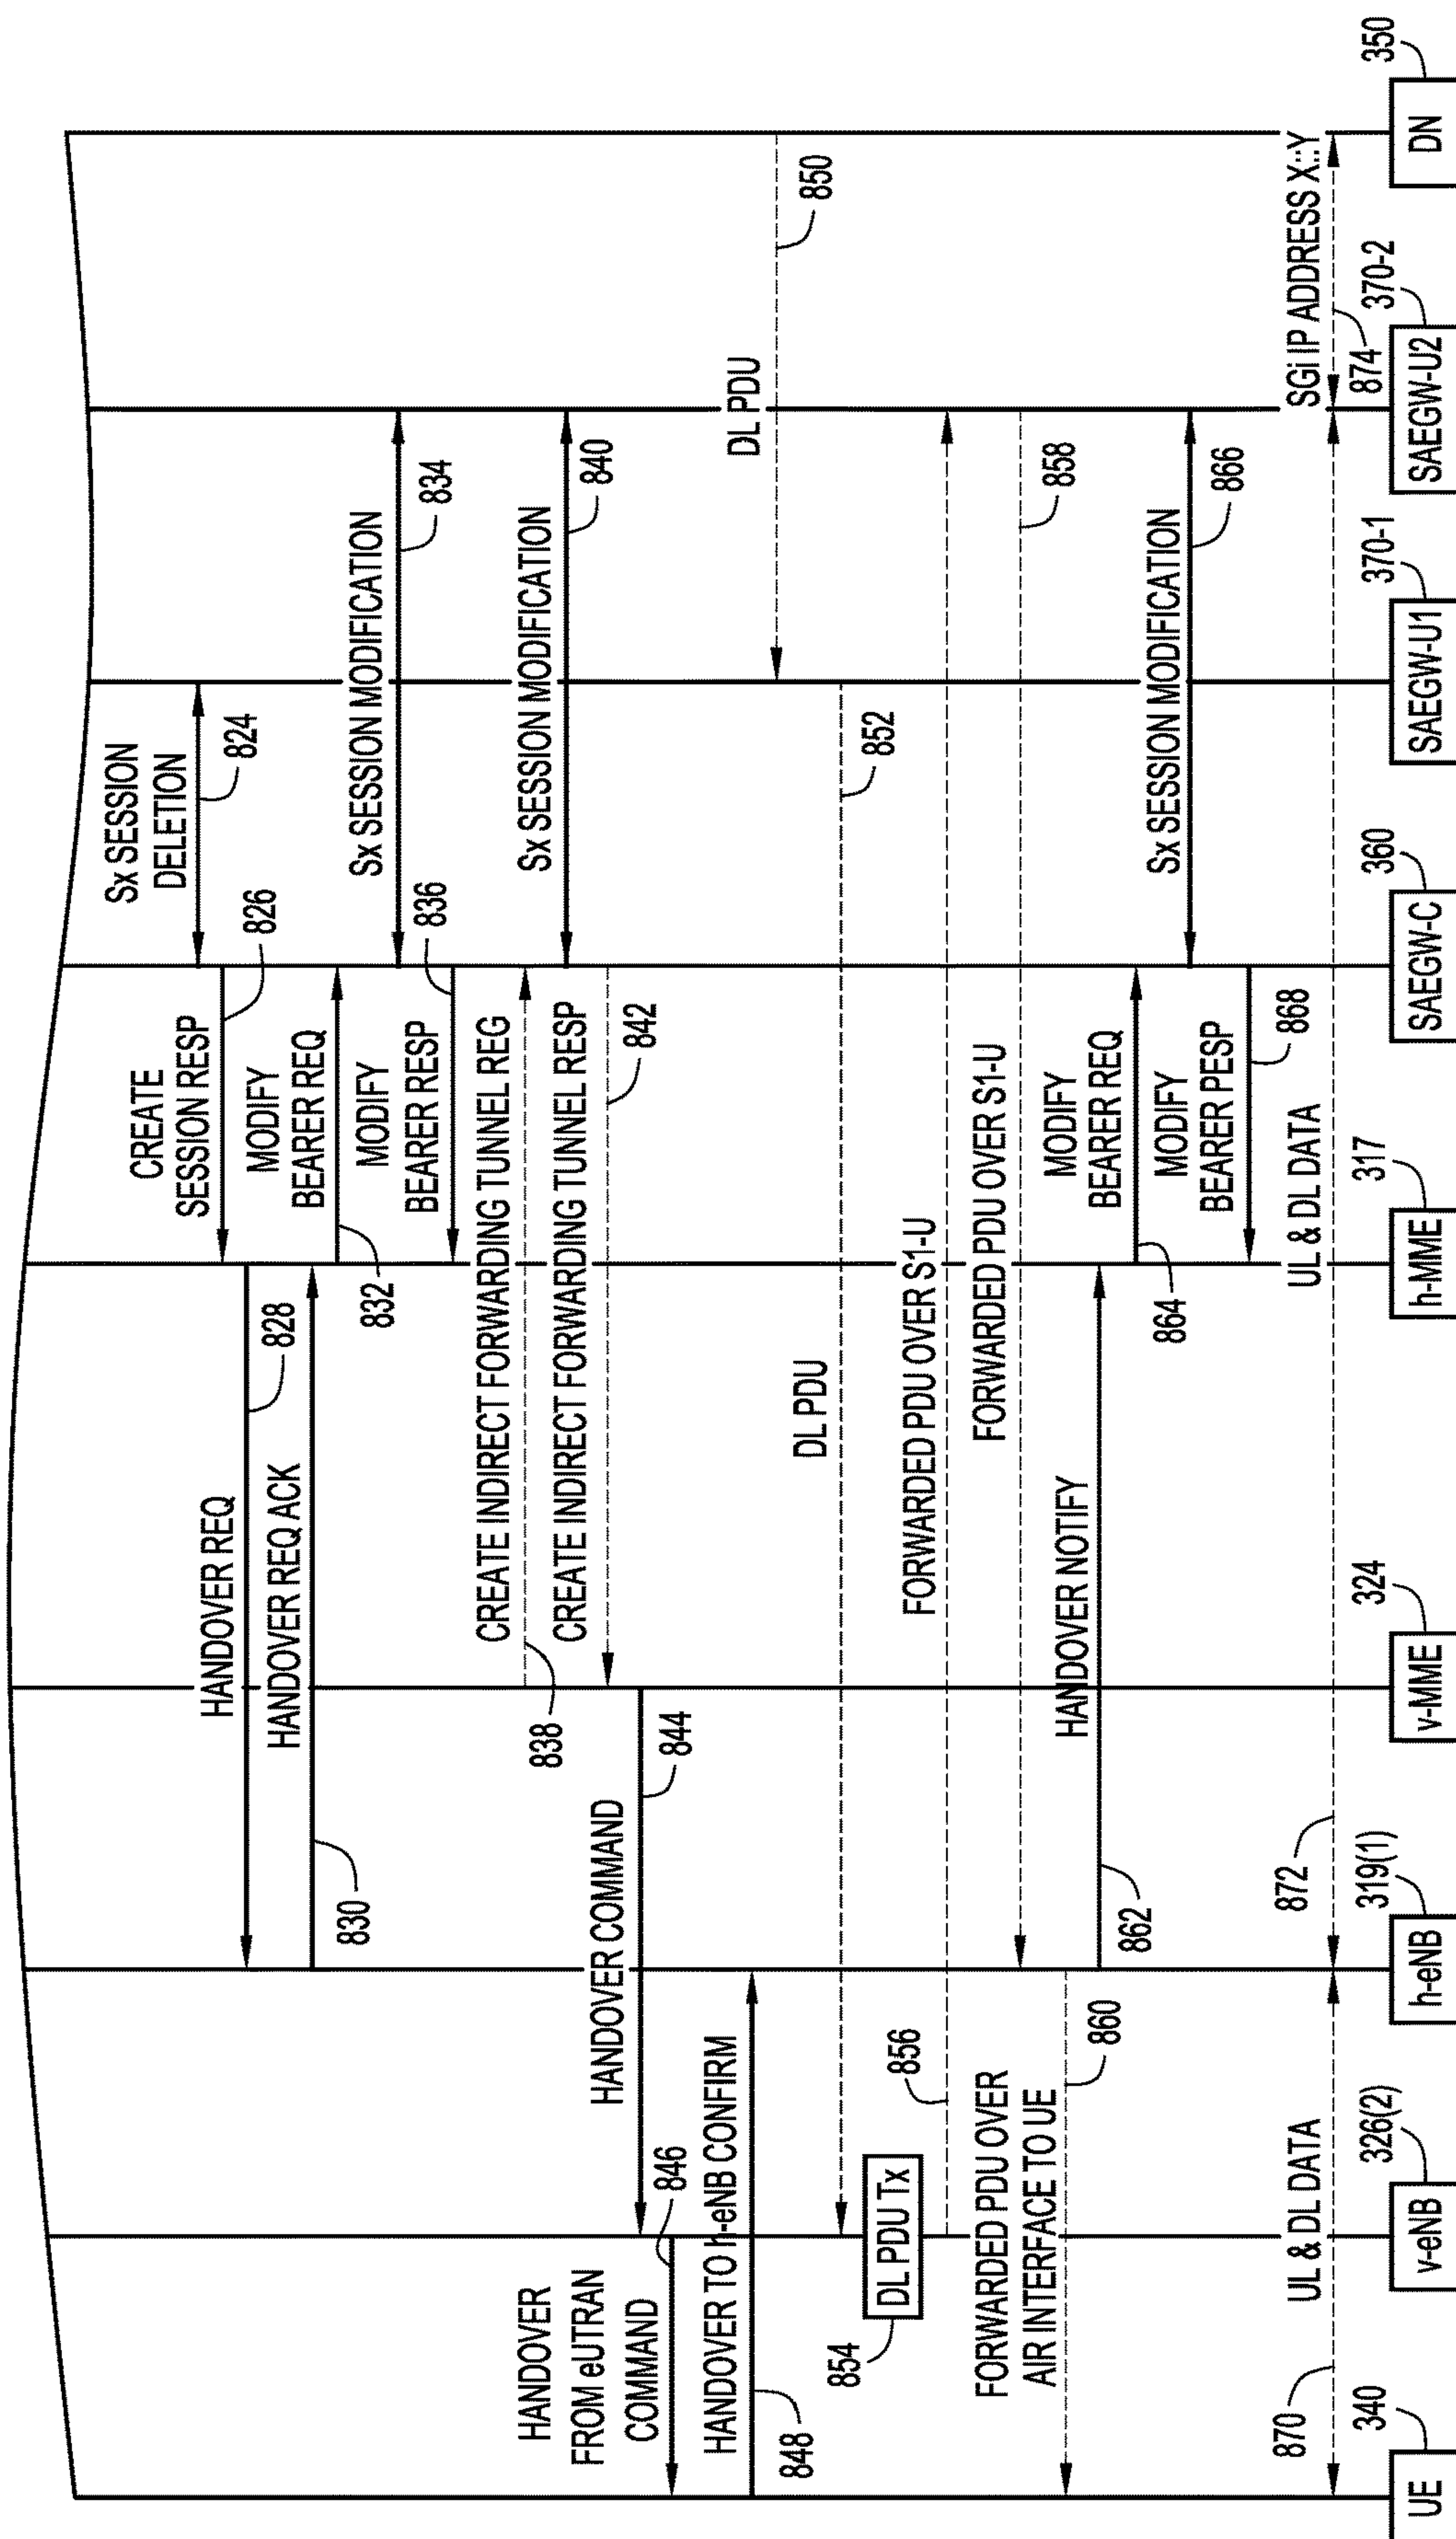 Sx SESSION
DELETION
824
CREATE
SESSION RESP
826
HANDOVER REQ
828
HANDOVER REQ ACK
830
MODIFY
BEARER REQ
832
Sx SESSION MODIFICATION
834
MODIFY
BEARER RESP
836
CREATE INDIRECT FORWARDING TUNNEL REG
838
Sx SESSION MODIFICATION
840
CREATE INDIRECT FORWARDING TUNNEL RESP
842
HANDOVER COMMAND
844
HANDOVER
FROM eUTRAN
COMMAND
846
HANDOVER TO h-eNB CONFIRM
848
DL PDU
850
DL PDU
852
DL PDU Tx
854
FORWARDED PDU OVER S1-U
856
FORWARDED PDU OVER S1-U
858
FORWARDED PDU OVER
AIR INTERFACE TO UE
860
HANDOVER NOTIFY
862
MODIFY
BEARER REQ
864
Sx SESSION MODIFICATION
866
MODIFY
BEARER PESP
868
UL & DL DATA
870
UL & DL DATA
872
SGi IP ADDRESS X::Y
874
UE
340
v-eNB
326(2)
h-eNB
319(1)
v-MME
324
h-MME
317
SAEGW-C
360
SAEGW-U1
370-1
SAEGW-U2
370-2
DN
350